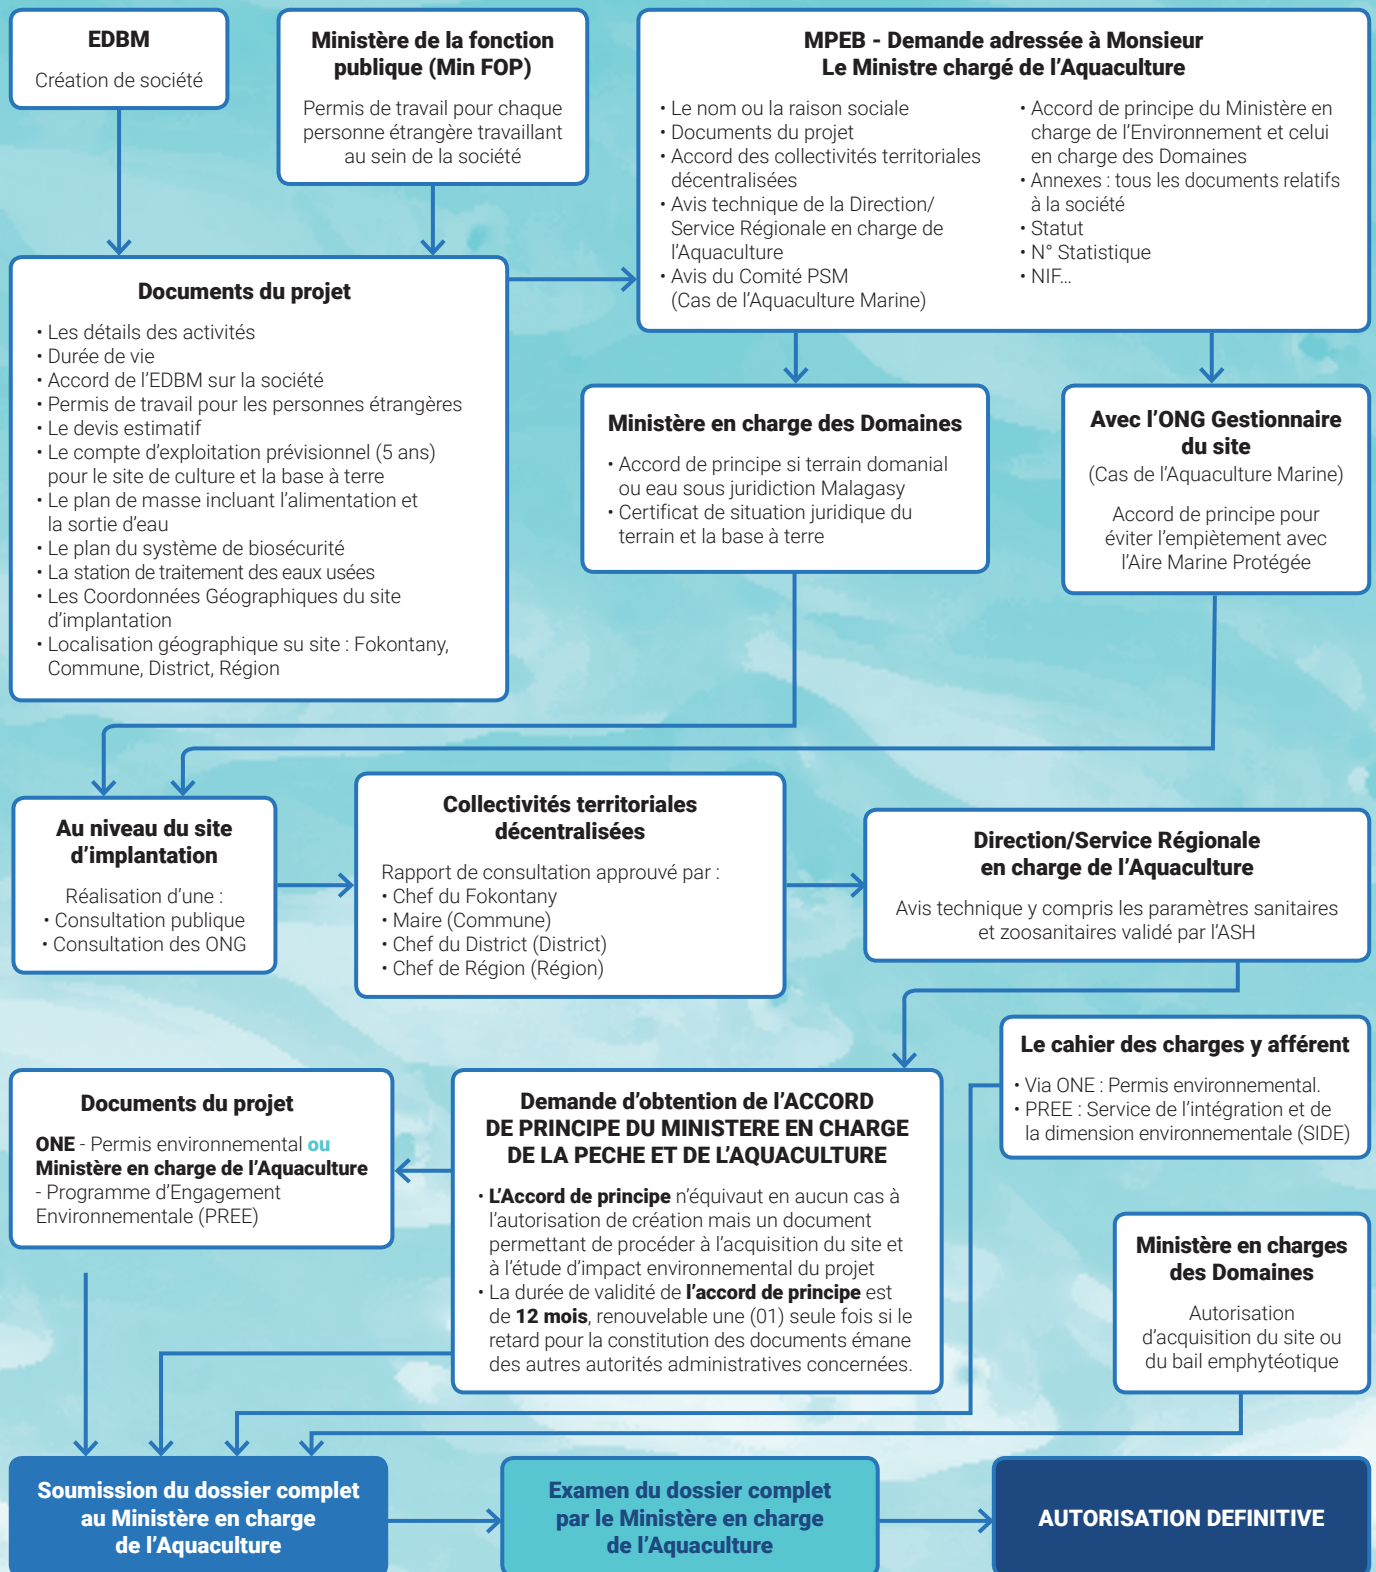 EDBM
Création de société
Ministère de la fonction
publique (Min FOP)
Permis de travail pour chaque
personne étrangère travaillant
au sein de la société
MPEB - Demande adressée à Monsieur
Le Ministre chargé de l'Aquaculture
• Le nom ou la raison sociale
• Documents du projet
• Accord des collectivités territoriales
décentralisées
• Avis technique de la Direction/
Service Régionale en charge de
l'Aquaculture
• Avis du Comité PSM
(Cas de l'Aquaculture Marine)
• Accord de principe du Ministère en
charge de l'Environnement et celui
en charge des Domaines
• Annexes : tous les documents relatifs
à la société
• Statut
• N° Statistique
• NIF...
Documents du projet
• Les détails des activités
• Durée de vie
• Accord de l'EDBM sur la société
• Permis de travail pour les personnes étrangères
• Le devis estimatif
• Le compte d'exploitation prévisionnel (5 ans)
pour le site de culture et la base à terre
• Le plan de masse incluant l'alimentation et
la sortie d'eau
• Le plan du système de biosécurité
• La station de traitement des eaux usées
• Les Coordonnées Géographiques du site
d'implantation
• Localisation géographique su site : Fokontany,
Commune, District, Région
Ministère en charge des Domaines
• Accord de principe si terrain domanial
ou eau sous juridiction Malagasy
• Certificat de situation juridique du
terrain et la base à terre
Avec l'ONG Gestionnaire
du site
(Cas de l'Aquaculture Marine)
Accord de principe pour
éviter l'empiètement avec
l'Aire Marine Protégée
Au niveau du site
d'implantation
Réalisation d'une :
• Consultation publique
• Consultation des ONG
Collectivités territoriales
décentralisées
Rapport de consultation approuvé par :
• Chef du Fokontany
• Maire (Commune)
• Chef du District (District)
• Chef de Région (Région)
Direction/Service Régionale
en charge de l'Aquaculture
Avis technique y compris les paramètres sanitaires
et zoosanitaires validé par l'ASH
Documents du projet
ONE - Permis environnemental ou
Ministère en charge de l'Aquaculture
- Programme d'Engagement
Environnementale (PREE)
Demande d'obtention de l'ACCORD
DE PRINCIPE DU MINISTERE EN CHARGE
DE LA PECHE ET DE L'AQUACULTURE
• L'Accord de principe n'équivaut en aucun cas à
l'autorisation de création mais un document
permettant de procéder à l'acquisition du site et
à l'étude d'impact environnemental du projet
• La durée de validité de l'accord de principe est
de 12 mois, renouvelable une (01) seule fois si le
retard pour la constitution des documents émane
des autres autorités administratives concernées.
Le cahier des charges y afférent
• Via ONE : Permis environnemental.
• PREE : Service de l'intégration et de
la dimension environnementale (SIDE)
Ministère en charges
des Domaines
Autorisation
d'acquisition du site ou
du bail emphytéotique
Soumission du dossier complet
au Ministère en charge
de l'Aquaculture
Examen du dossier complet
par le Ministère en charge
de l'Aquaculture
AUTORISATION DEFINITIVE